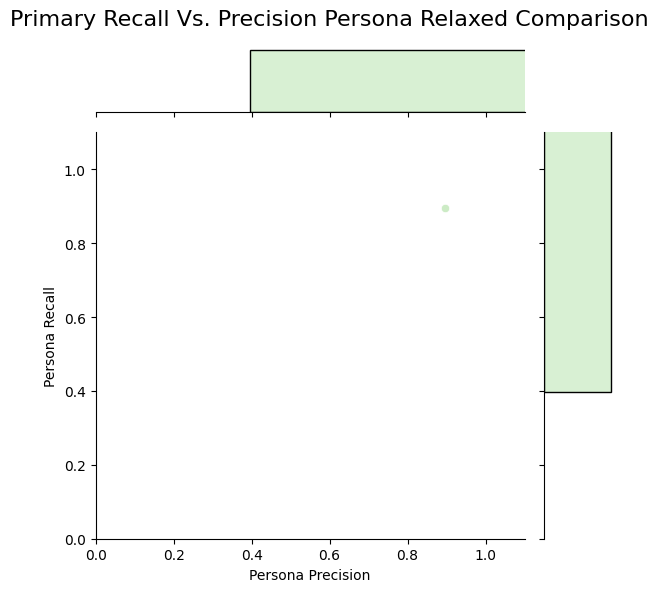 Primary Recall Vs. Precision Persona Relaxed Comparison
1.0
0.8
0.6
0.4
0.2
0.0
Persona Recall
0.0 0.2 0.4 0.6 0.8 1.0
Persona Precision